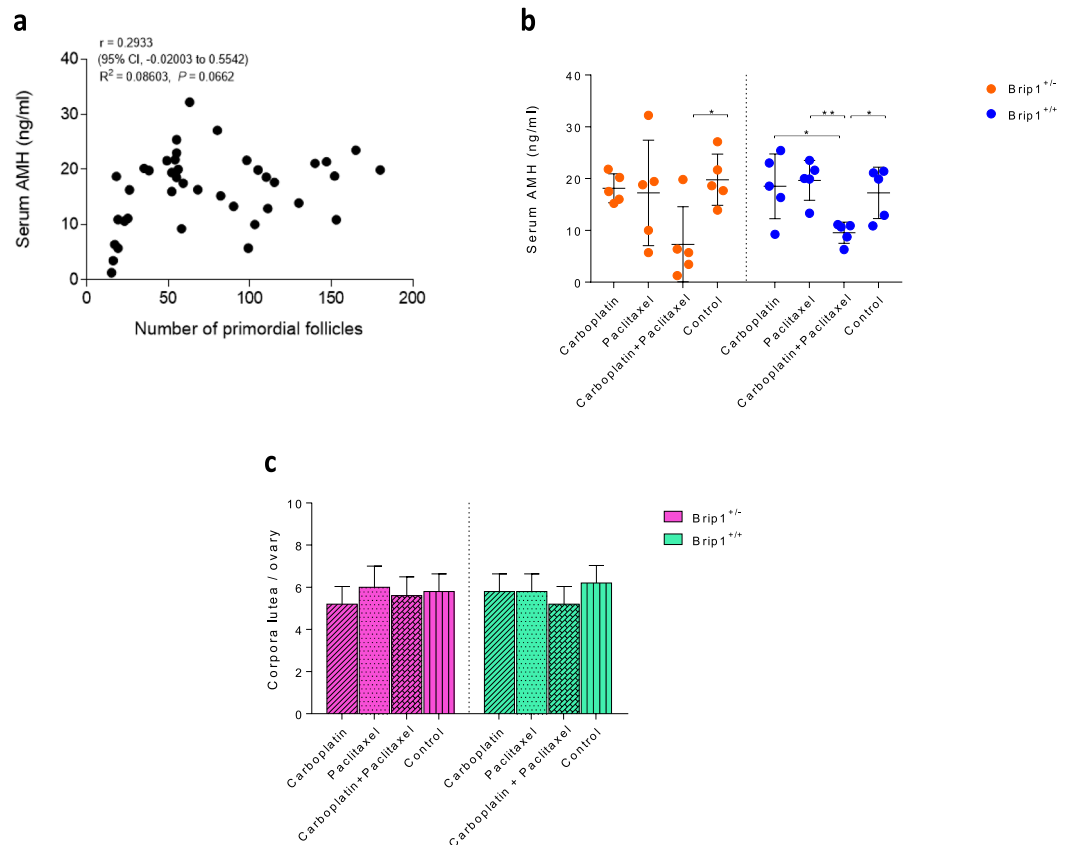 a
r = 0.2933
(95% CI, -0.02003 to 0.5542)
R² = 0.08603, P = 0.0662
Serum AMH (ng/ml)
40
30
20
10
0
0 50 100 150 200
Number of primordial follicles
b
Serum AMH (ng/ml)
40
30
20
10
0
* * ** *
Carboplatin
Paclitaxel
Carboplatin+Paclitaxel
Control
Carboplatin
Paclitaxel
Carboplatin+Paclitaxel
Control
Brip1+/-
Brip1+/+
c
Corpora lutea / ovary
10
8
6
4
2
0
Carboplatin
Paclitaxel
Carboplatin+Paclitaxel
Control
Carboplatin
Paclitaxel
Carboplatin + Paclitaxel
Control
Brip1+/-
Brip1+/+